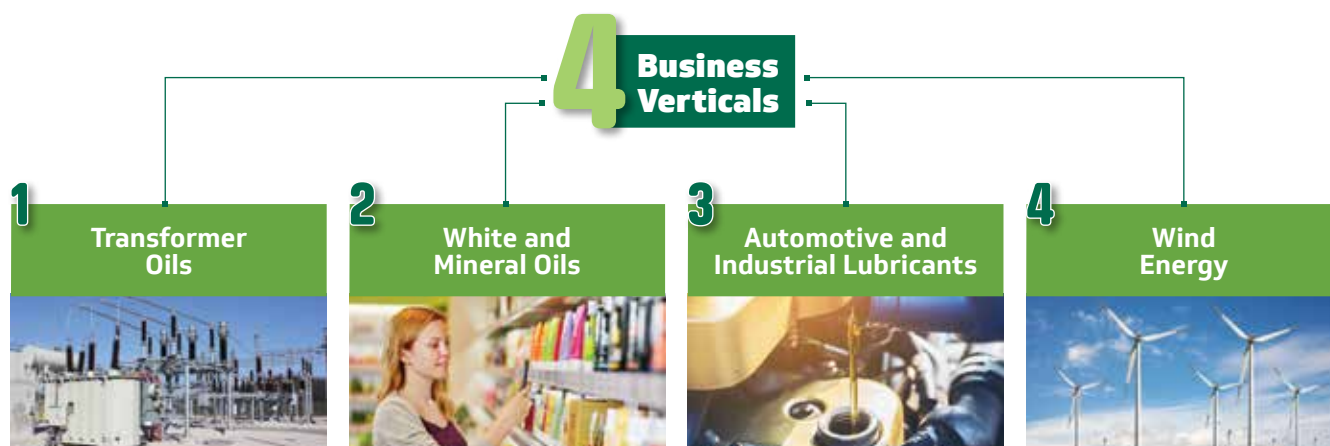 4
Business
Verticals
1
Transformer
Oils
2
White and
Mineral Oils
3
Automotive and
Industrial Lubricants
4
Wind
Energy